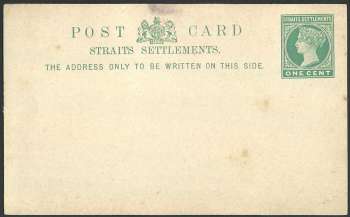 POST CARD
STRAITS SETTLEMENTS.
THE ADDRESS ONLY TO BE WRITTEN ON THIS SIDE.
STRAITS SETTLEMENTS
ONE CENT